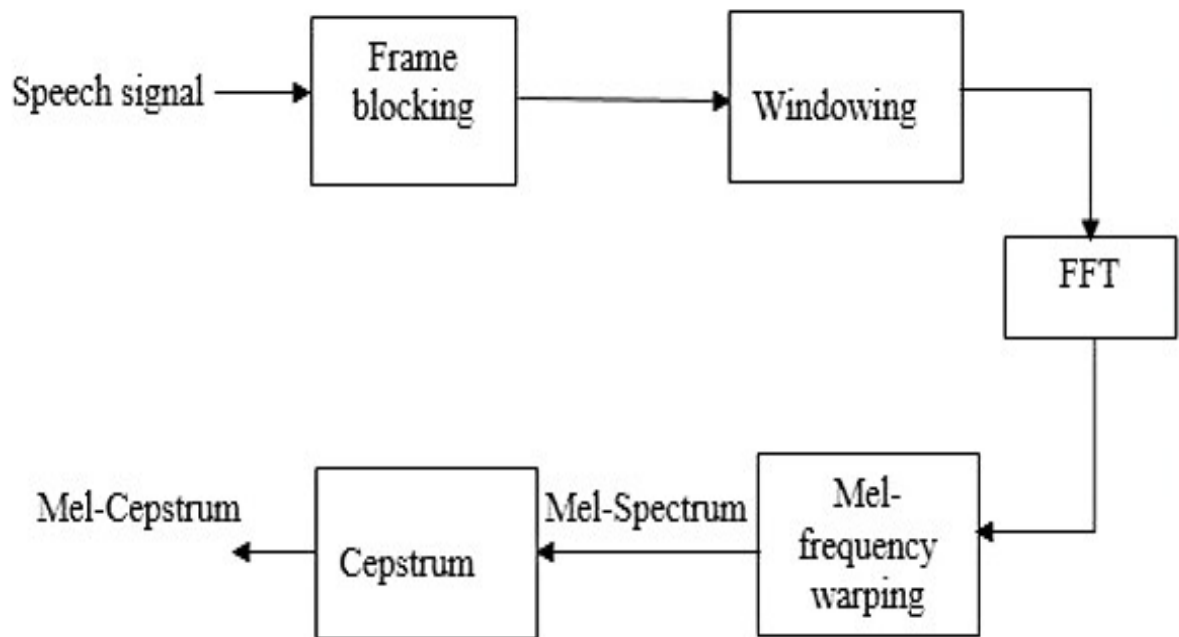 Speech signal
Frame
blocking
Windowing
FFT
Mel-
frequency
warping
Mel-Spectrum
Cepstrum
Mel-Cepstrum